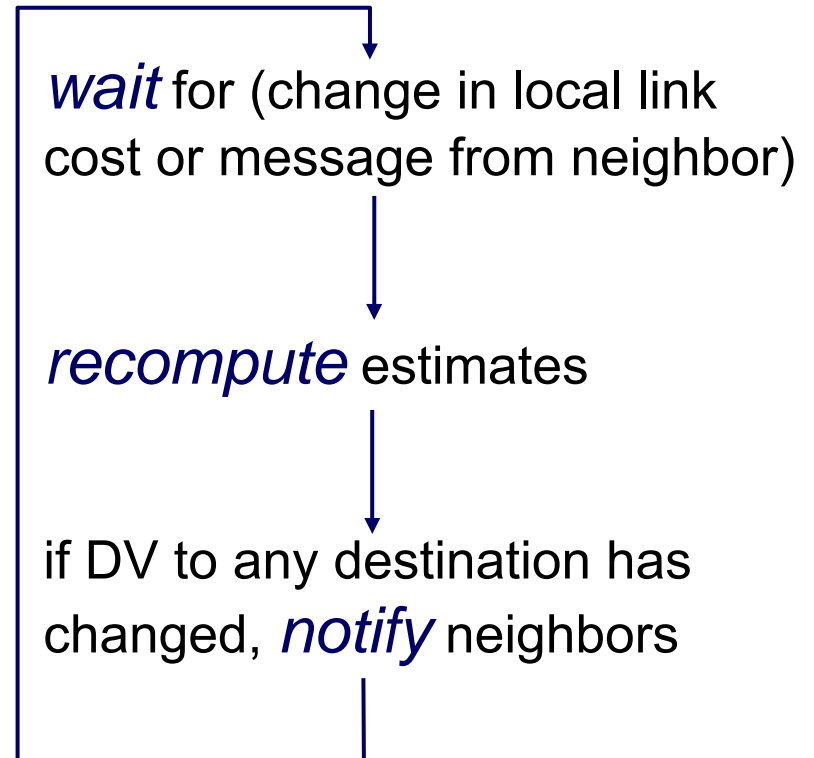 wait for (change in local link
cost or message from neighbor)
recompute estimates
if DV to any destination has
changed, notify neighbors